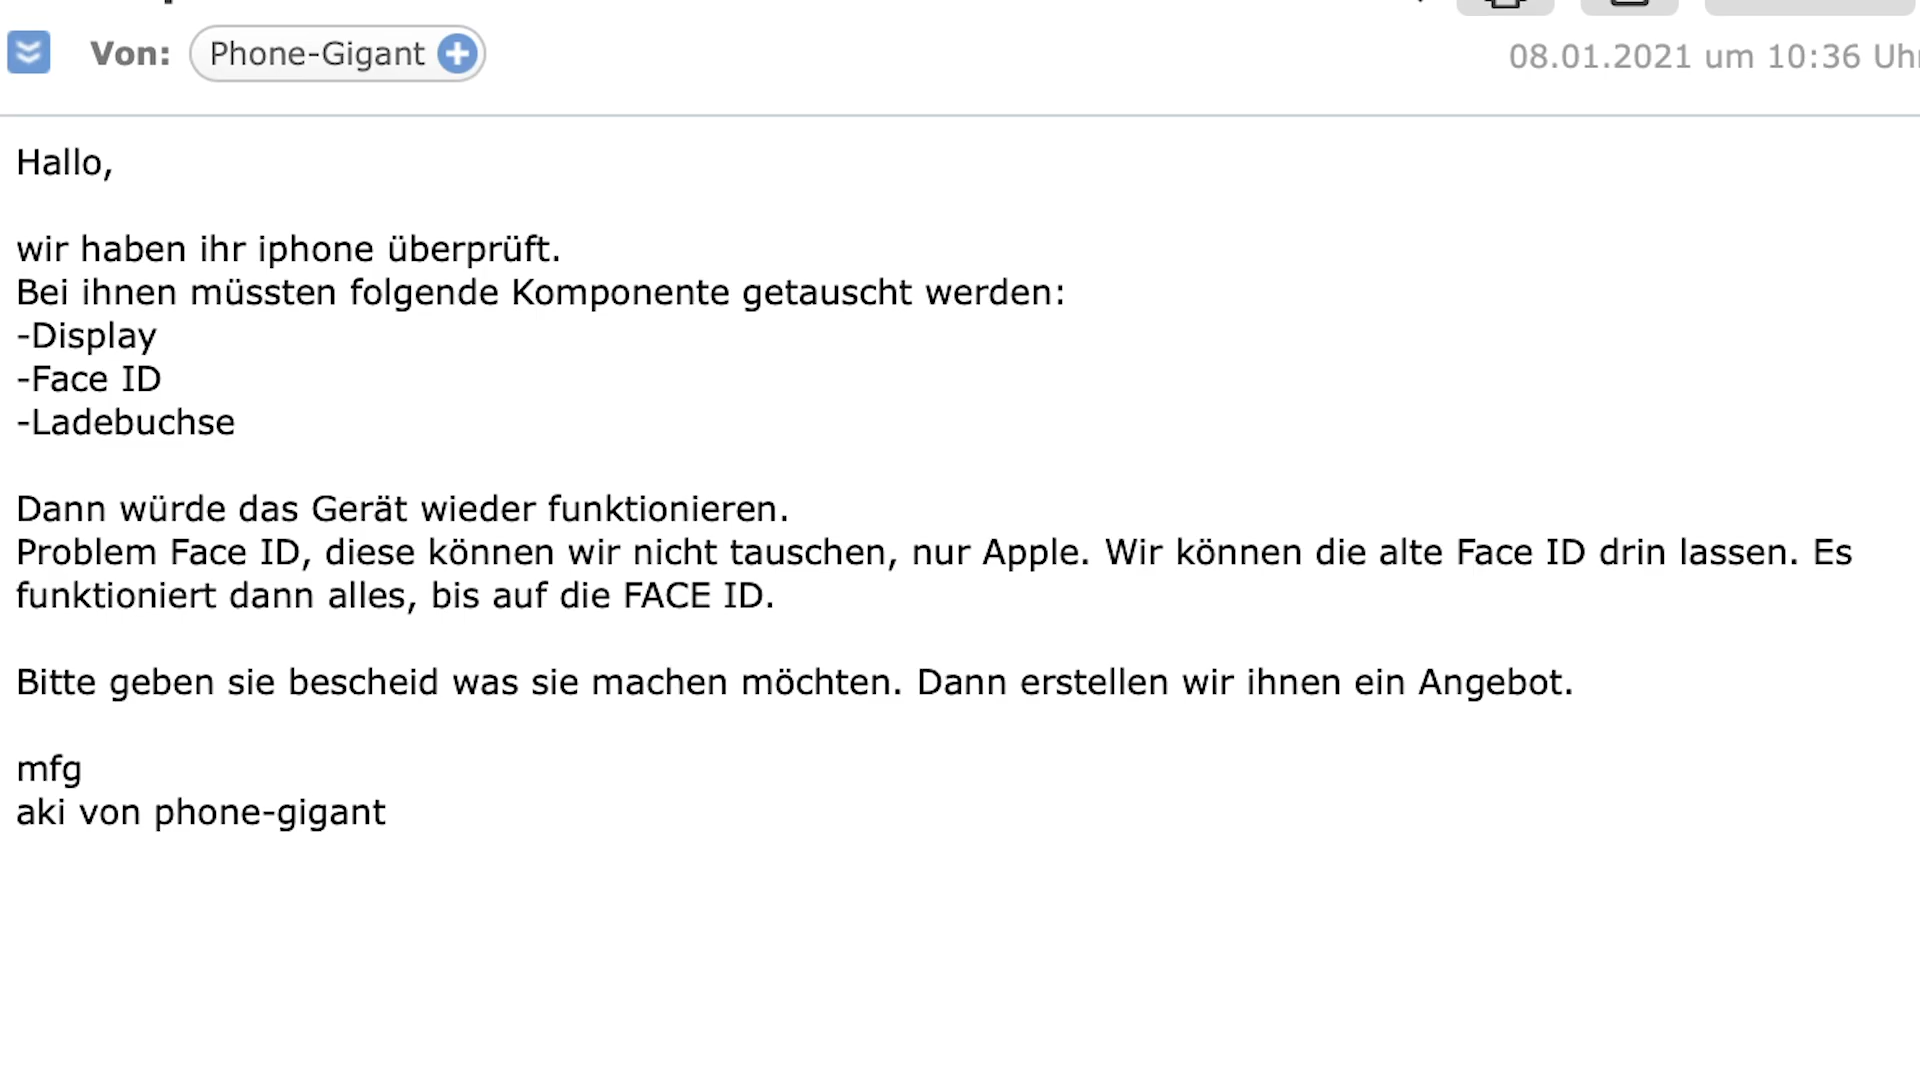 Von: Phone-Gigant
08.01.2021 um 10:36 Uhr
Hallo,
wir haben ihr iphone überprüft.
Bei ihnen müssten folgende Komponente getauscht werden:
-Display
-Face ID
-Ladebuchse
Dann würde das Gerät wieder funktionieren.
Problem Face ID, diese können wir nicht tauschen, nur Apple. Wir können die alte Face ID drin lassen. Es
funktioniert dann alles, bis auf die FACE ID.
Bitte geben sie bescheid was sie machen möchten. Dann erstellen wir ihnen ein Angebot.
mfg
aki von phone-gigant